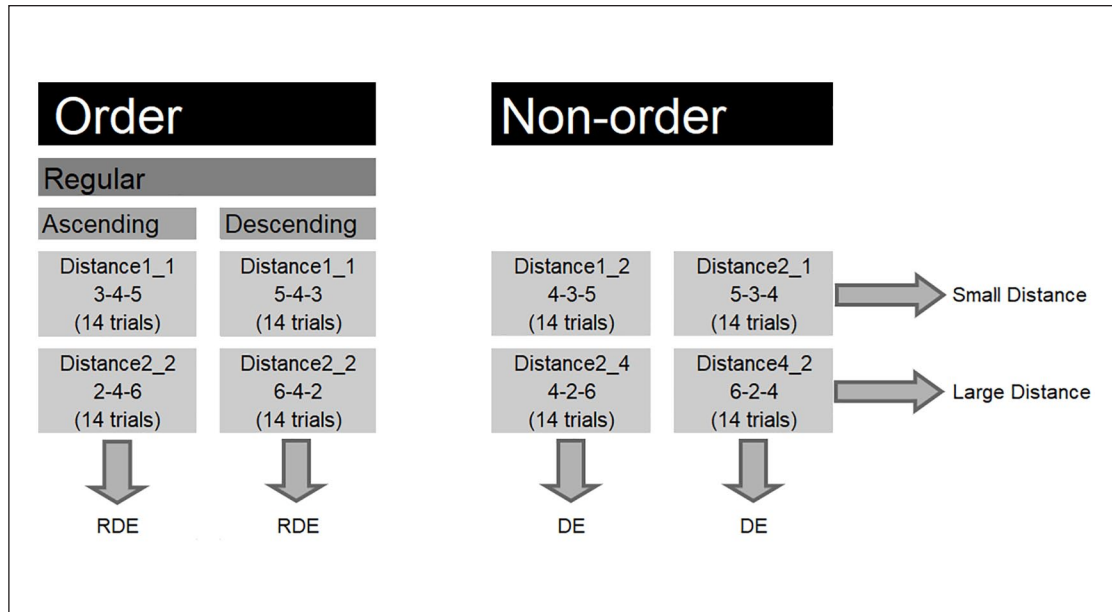 Order
Non-order
Regular
Ascending
Descending
Distance1_1
3-4-5
(14 trials)
Distance1_1
5-4-3
(14 trials)
Distance1_2
4-3-5
(14 trials)
Distance2_1
5-3-4
(14 trials)
Small Distance
Distance2_2
2-4-6
(14 trials)
Distance2_2
6-4-2
(14 trials)
Distance2_4
4-2-6
(14 trials)
Distance4_2
6-2-4
(14 trials)
Large Distance
RDE
RDE
DE
DE